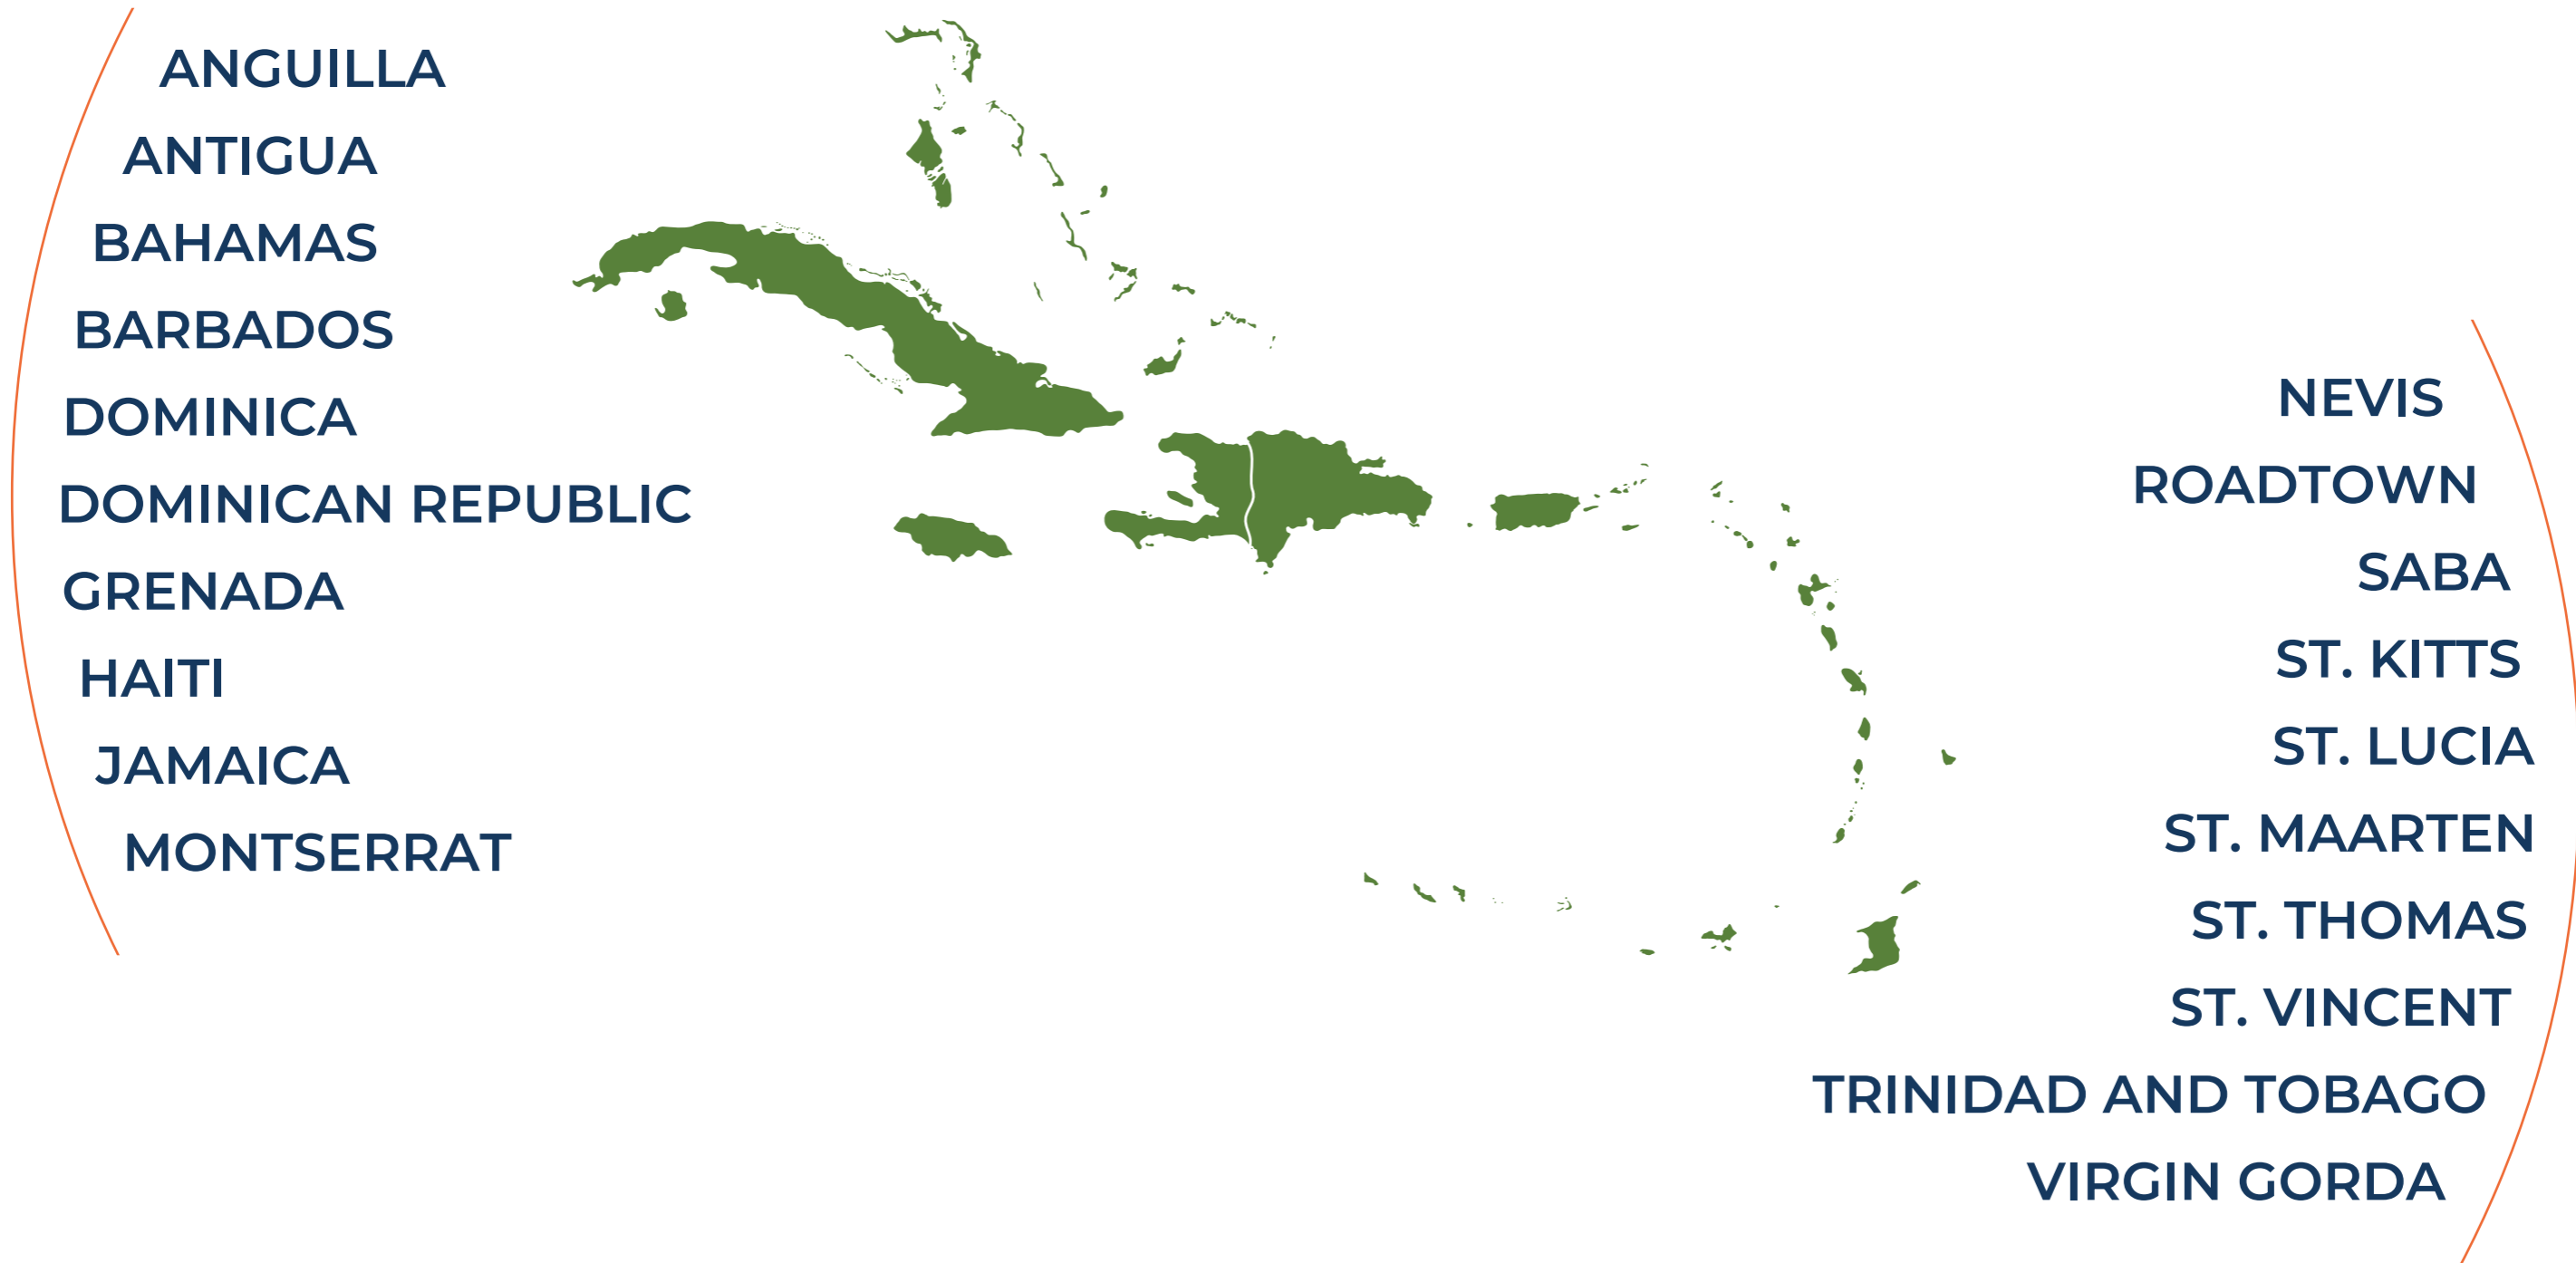 ANGUILLA
ANTIGUA
BAHAMAS
BARBADOS
DOMINICA
DOMINICAN REPUBLIC
GRENADA
HAITI
JAMAICA
MONTSERRAT
NEVIS
ROADTOWN
SABA
ST. KITTS
ST. LUCIA
ST. MAARTEN
ST. THOMAS
ST. VINCENT
TRINIDAD AND TOBAGO
VIRGIN GORDA